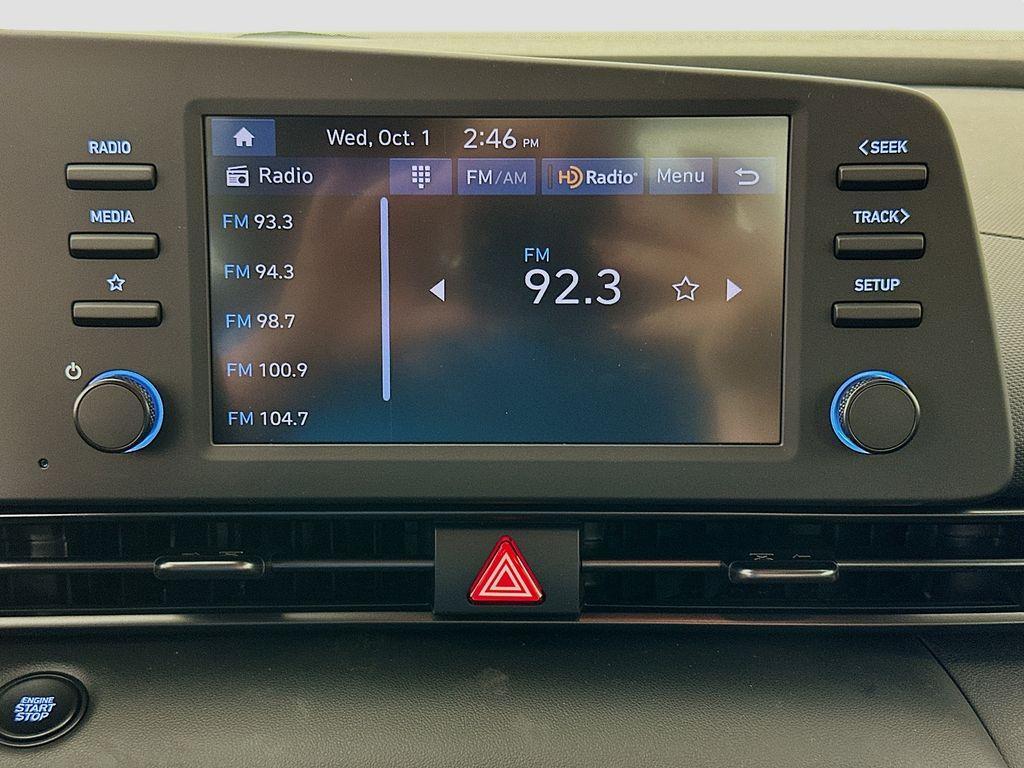 RADIO
MEDIA
Wed, Oct. 1 2:46 PM
Radio FM/AM HD Radio Menu
FM 93.3
FM 94.3
FM 98.7
FM 100.9
FM 104.7
FM
92.3
<SEEK
TRACK>
SETUP
ENGINE
START
STOP